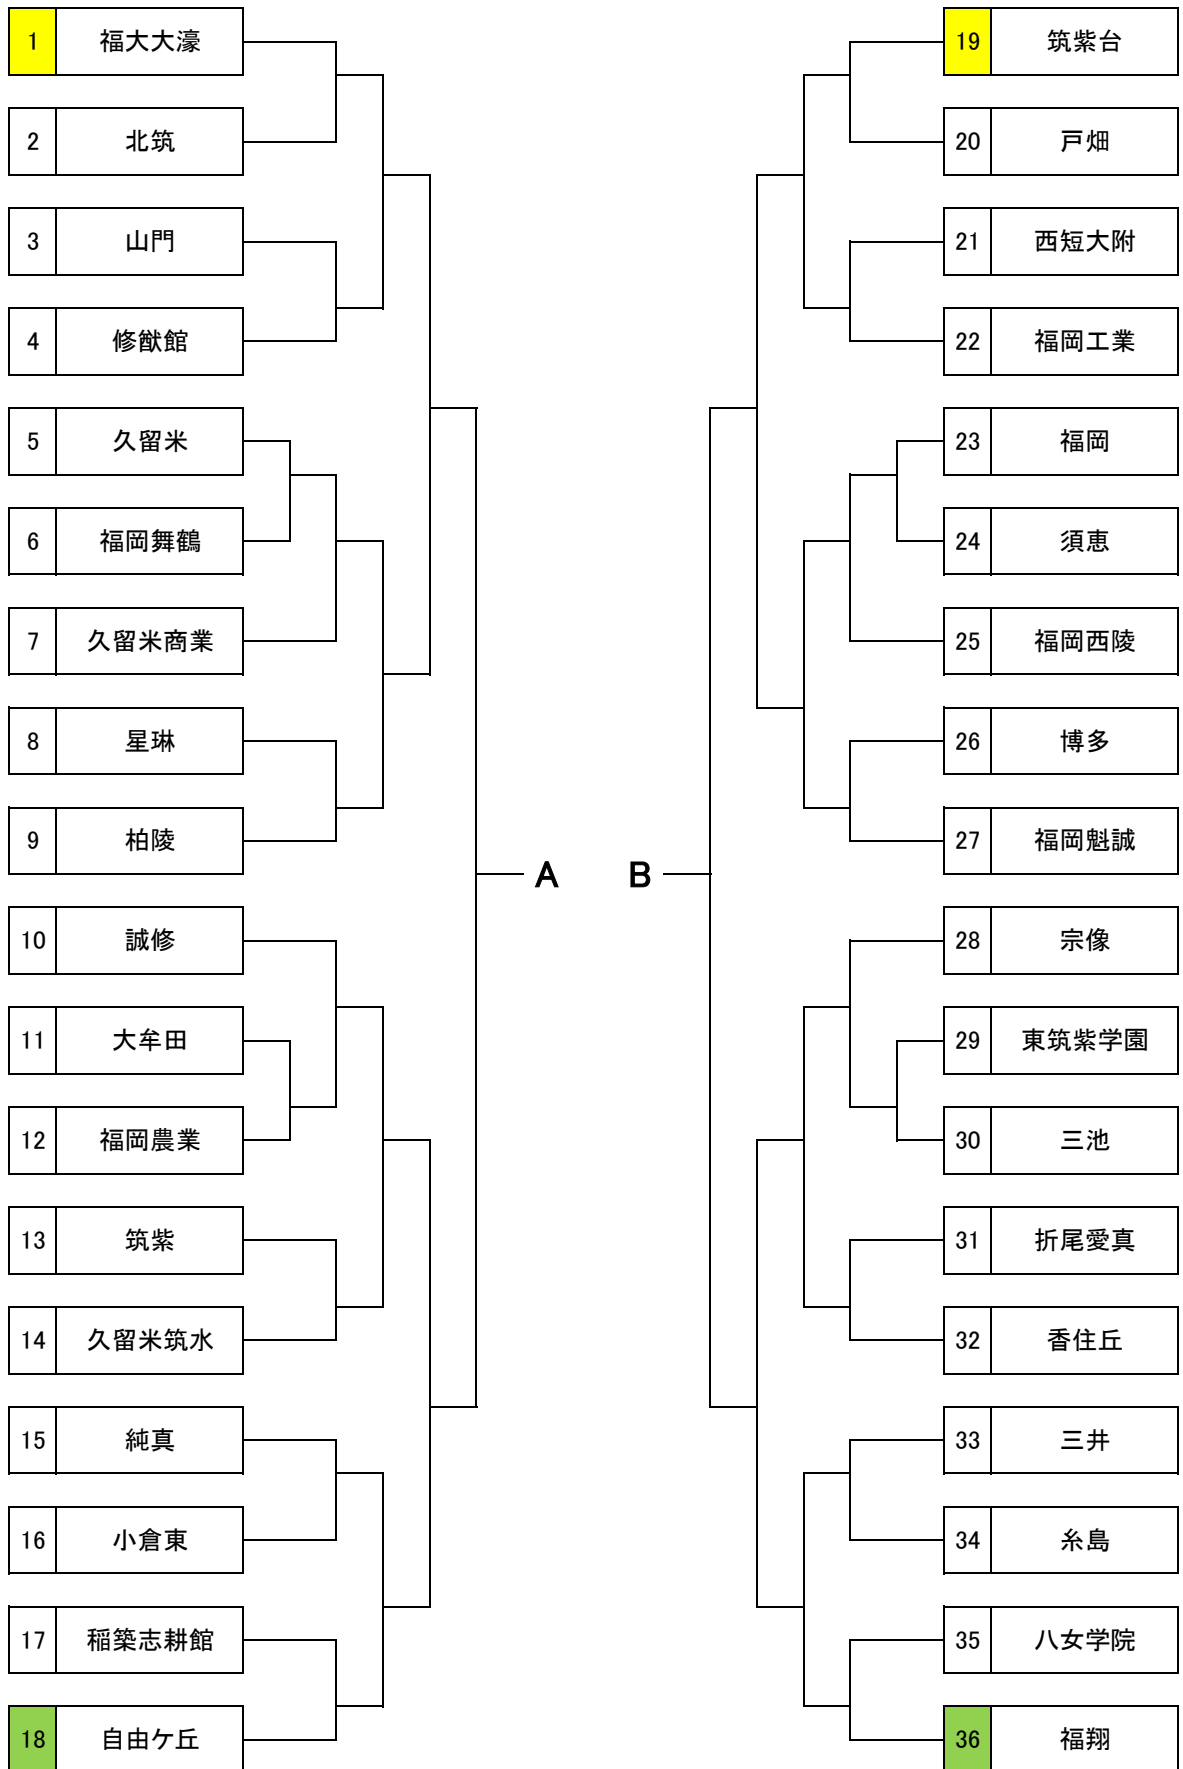 1 福大大濠
2 北筑
3 山門
4 修猷館
5 久留米
6 福岡舞鶴
7 久留米商業
8 星琳
9 柏陵
10 誠修
11 大牟田
12 福岡農業
13 筑紫
14 久留米筑水
15 純真
16 小倉東
17 稲築志耕館
18 自由ケ丘
A
B
19 筑紫台
20 戸畑
21 西短大附
22 福岡工業
23 福岡
24 須恵
25 福岡西陵
26 博多
27 福岡魁誠
28 宗像
29 東筑紫学園
30 三池
31 折尾愛真
32 香住丘
33 三井
34 糸島
35 八女学院
36 福翔